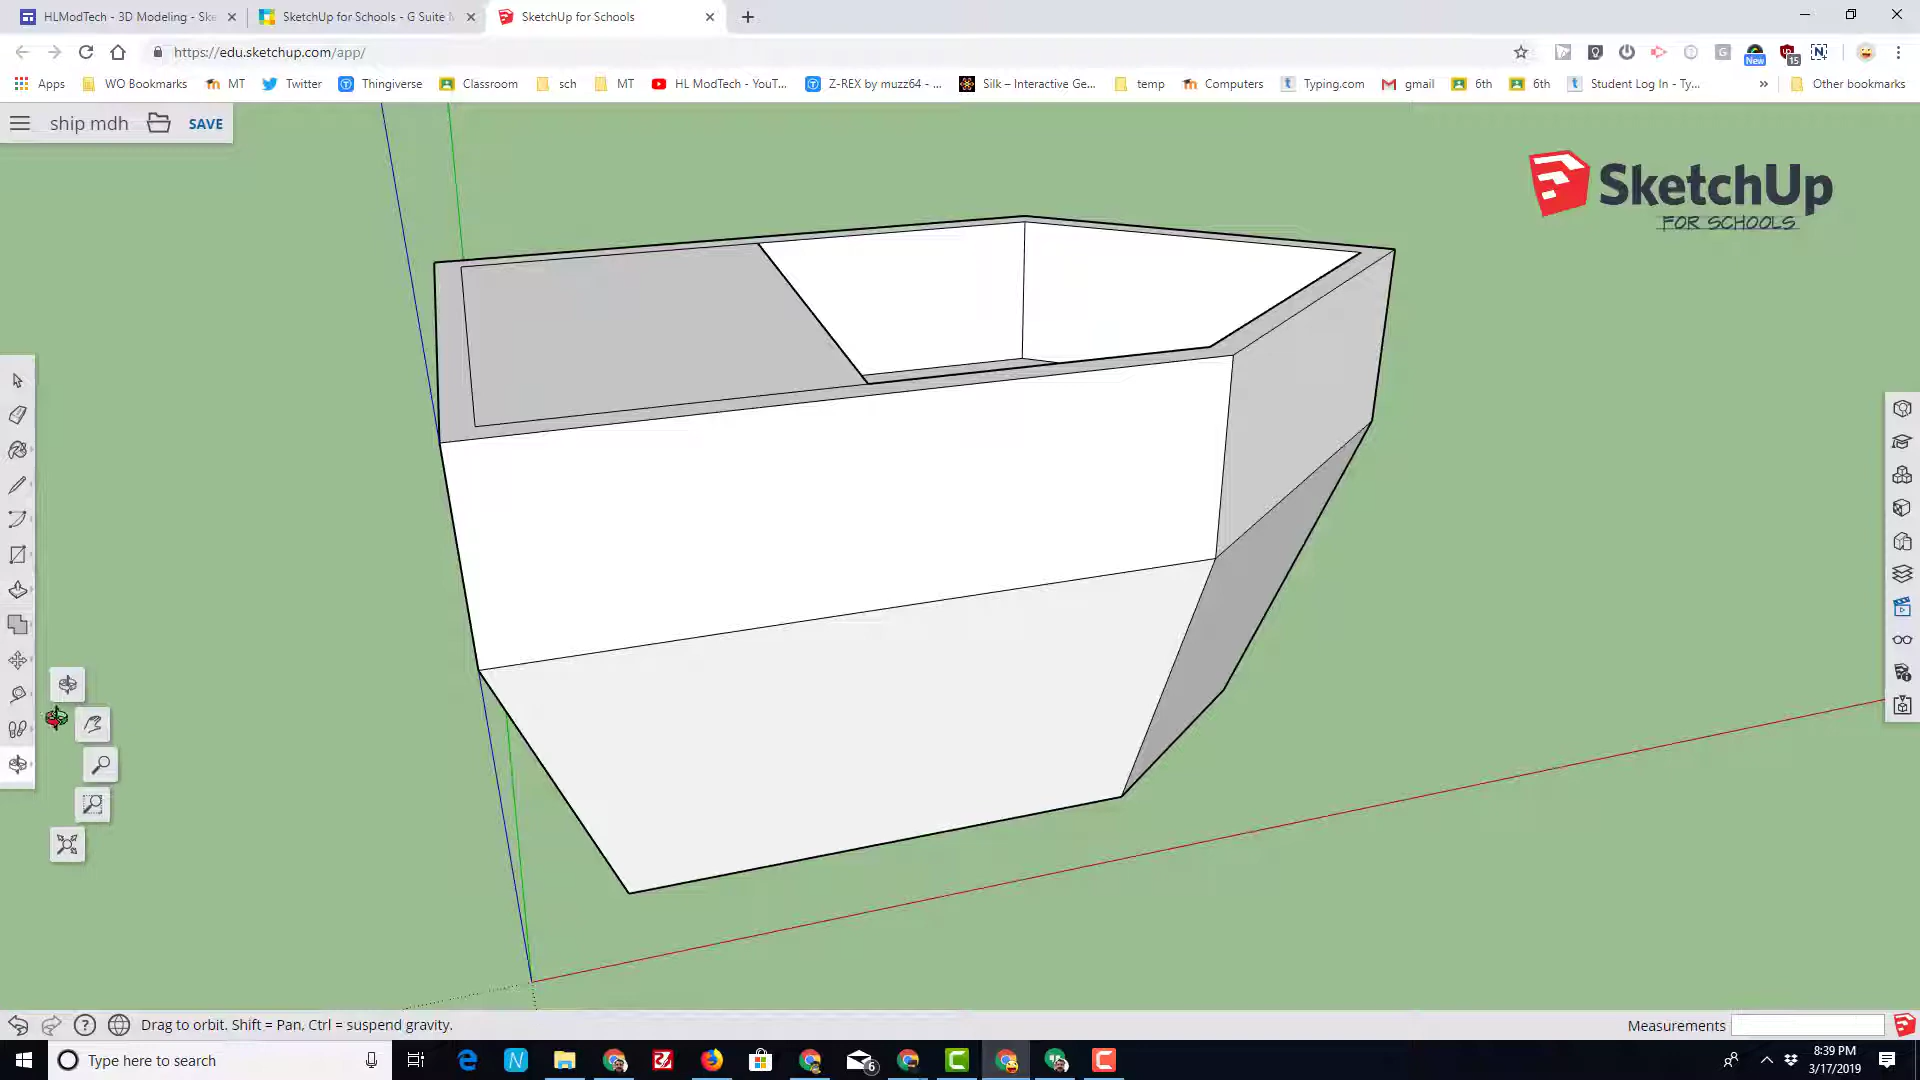 HLModTech - 3D Modeling - Ske
SketchUp for Schools - G Suite M
SketchUp for Schools
https://edu.sketchup.com/app/
New
15
Apps
WO Bookmarks
MT
Twitter
Thingiverse
Classroom
sch
MT
HL ModTech - YouT...
Z-REX by muzz64 - ...
Silk – Interactive Ge...
temp
Computers
Typing.com
gmail
6th
6th
Student Log In - Ty...
»
Other bookmarks
ship mdh
SAVE
SketchUp
FOR SCHOOLS
Drag to orbit. Shift = Pan, Ctrl = suspend gravity.
Measurements
Type here to search
6
8:39 PM
3/17/2019